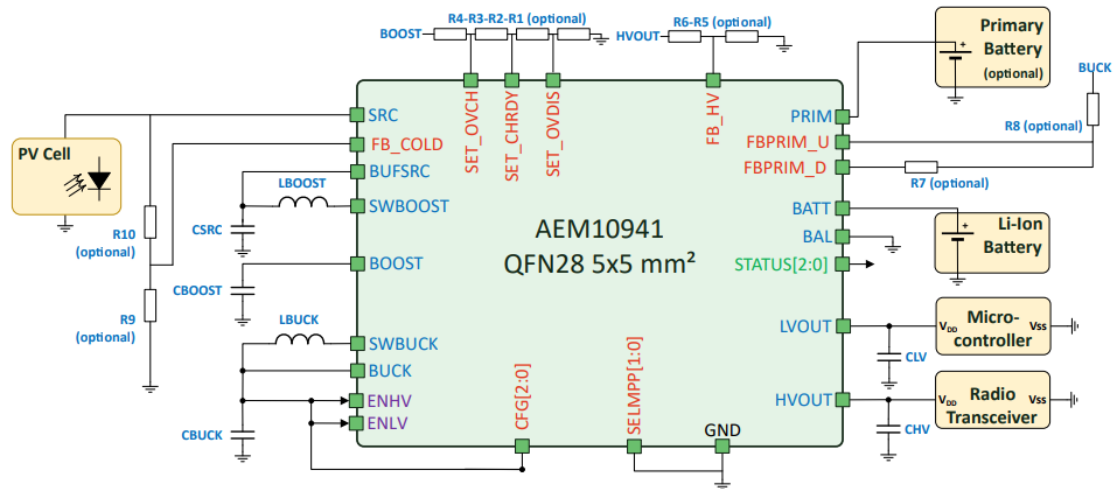 R4-R3-R2-R1 (optional)
BOOST
R6-R5 (optional)
HVOUT
Primary
Battery
(optional)
+
BUCK
R8 (optional)
R7 (optional)
PV Cell
R10
(optional)
R9
(optional)
SRC
FB_COLD
BUFSRC
SWBOOST
BOOST
SWBUCK
BUCK
ENHV
ENLV
LBOOST
CSRC
CBOOST
LBUCK
CBUCK
SET_OVCH
SET_CHRDY
SET_OVDIS
FB_HV
AEM10941
QFN28 5x5 mm²
CFG[2:0]
SELMPP[1:0]
GND
PRIM
FBPRIM_U
FBPRIM_D
BATT
BAL
STATUS[2:0]
LVOUT
HVOUT
+
Li-Ion
Battery
VDD
Micro-
controller
VSS
CLV
VDD
Radio
Transceiver
VSS
CHV